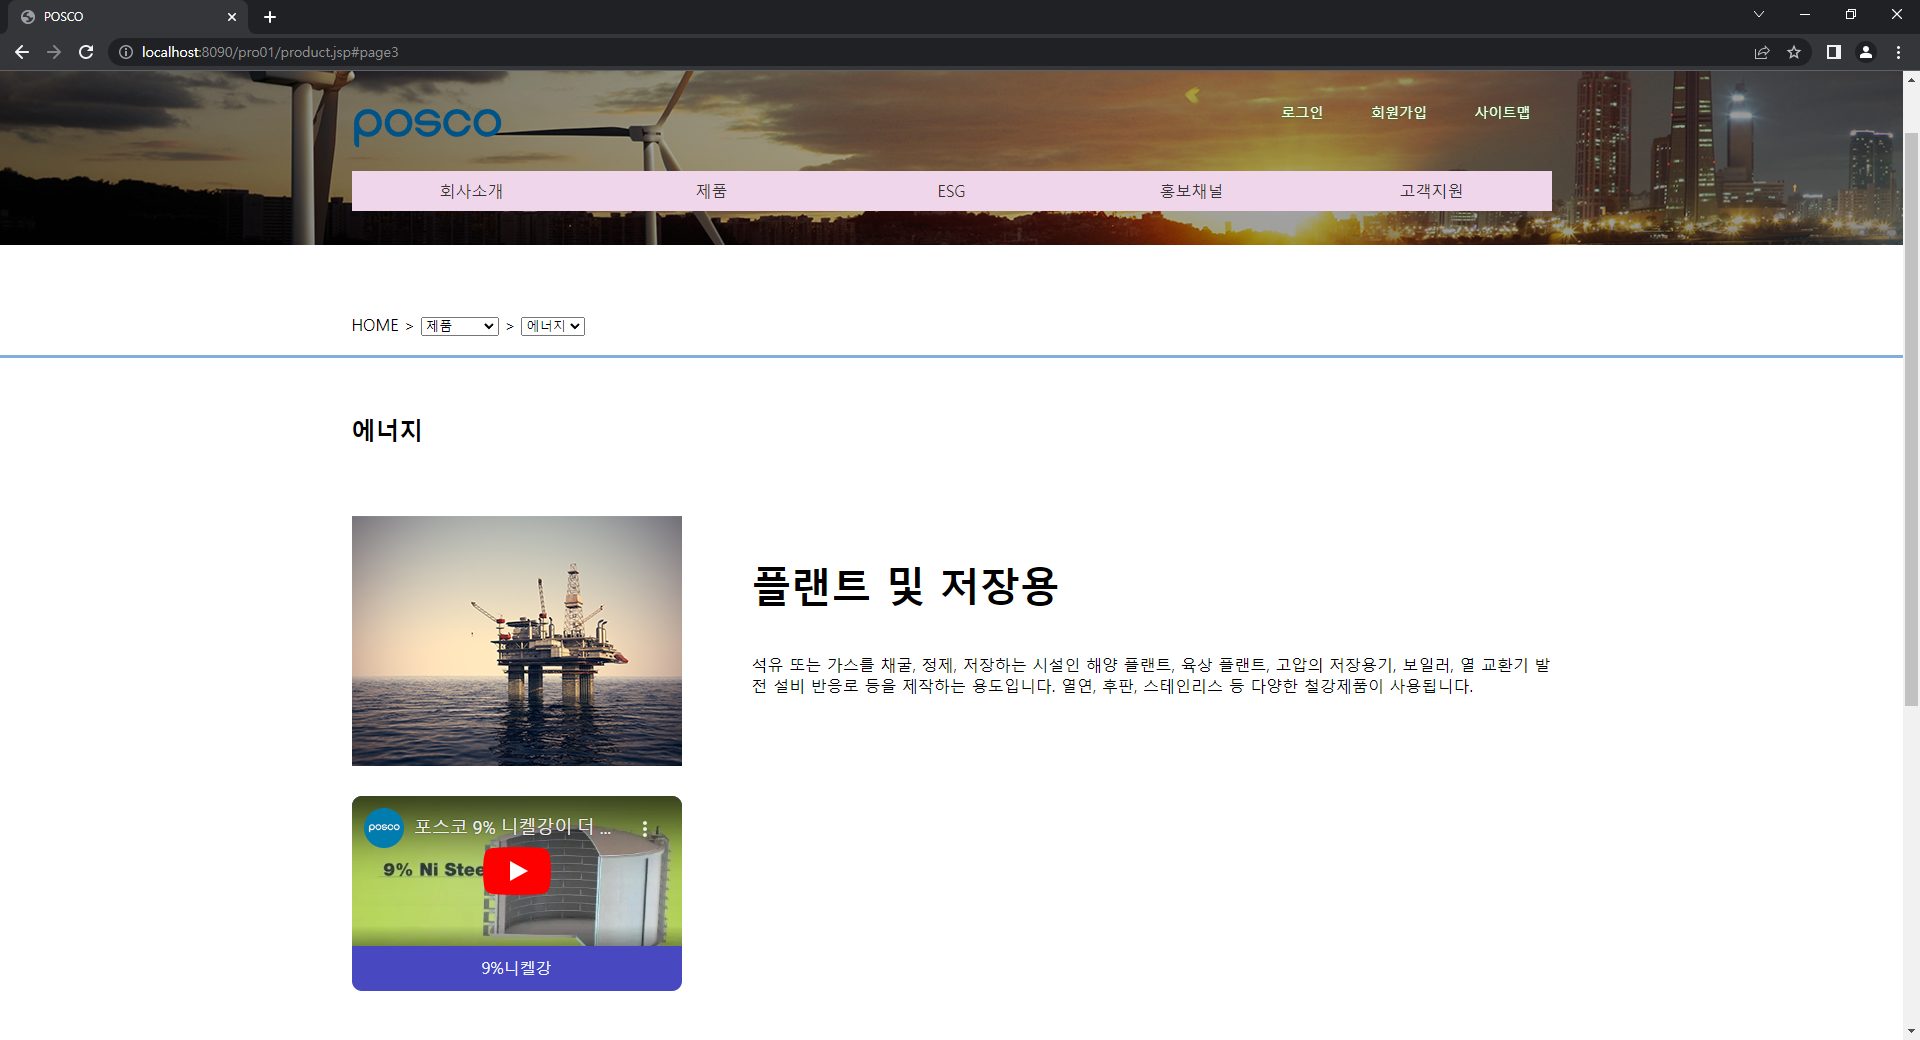 POSCO
localhost:8090/pro01/product.jsp#page3
posco
로그인 회원가입 사이트맵
회사소개 제품 ESG 홍보채널 고객지원
HOME > 제품 > 에너지
에너지
플랜트 및 저장용
석유 또는 가스를 채굴, 정제, 저장하는 시설인 해양 플랜트, 육상 플랜트, 고압의 저장용기, 보일러, 열 교환기 발
전 설비 반응로 등을 제작하는 용도입니다. 열연, 후판, 스테인리스 등 다양한 철강제품이 사용됩니다.
posco 포스코 9% 니켈강이 더 ...
9% Ni Stee
9%니켈강